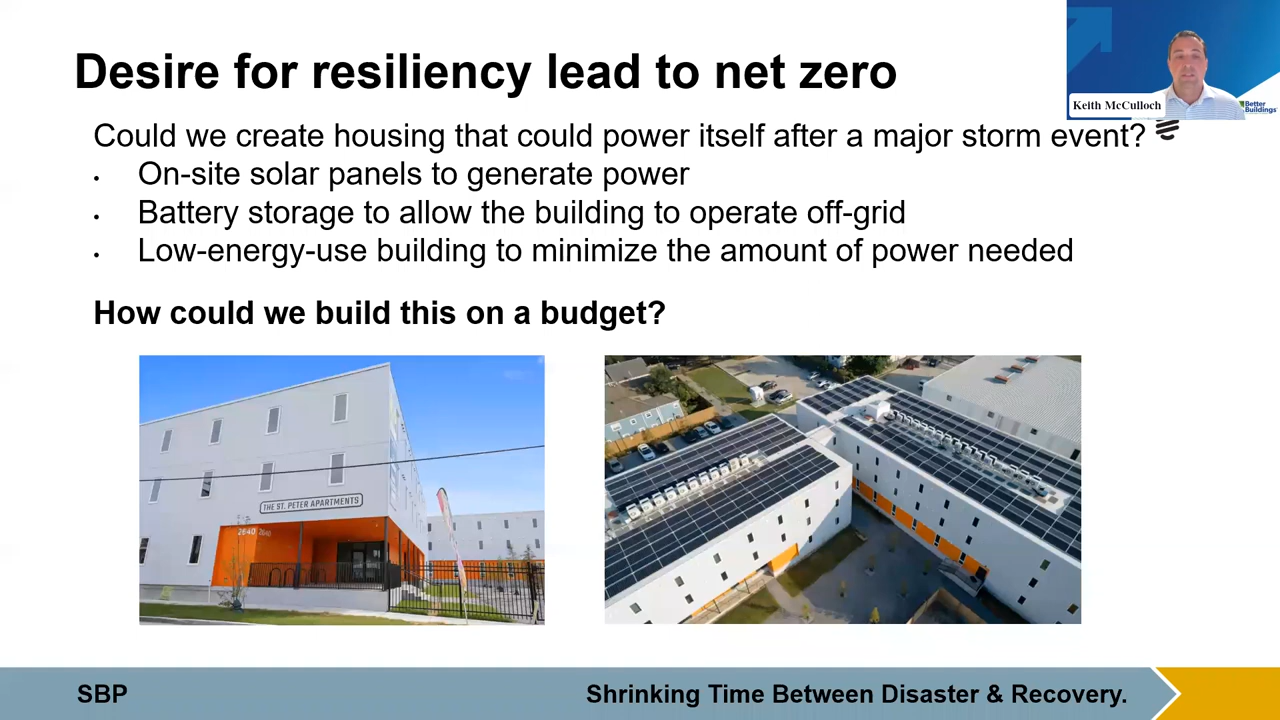 Desire for resiliency lead to net zero
Keith McCulloch
Better
Buildings
Could we create housing that could power itself after a major storm event?
• On-site solar panels to generate power
• Battery storage to allow the building to operate off-grid
• Low-energy-use building to minimize the amount of power needed
How could we build this on a budget?
THE ST. PETER APARTMENTS
2640 2640
SBP
Shrinking Time Between Disaster & Recovery.